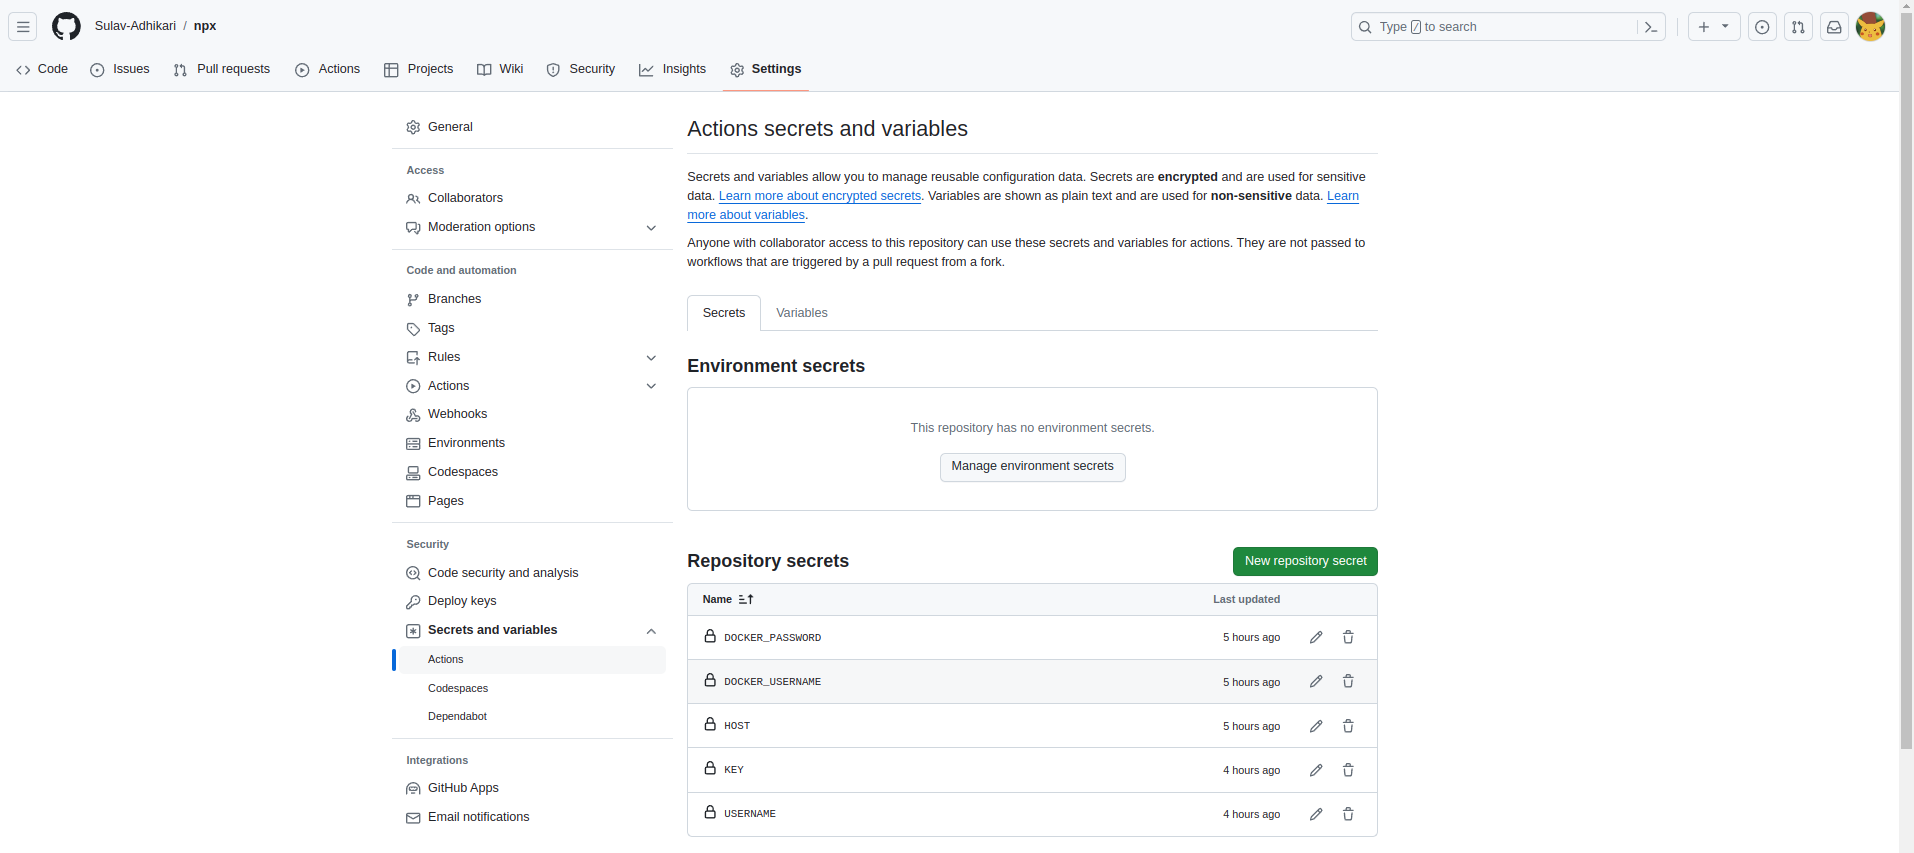 Sulav-Adhikari / npx
Type / to search
Code Issues Pull requests Actions Projects Wiki Security Insights Settings
General
Access
Collaborators
Moderation options
Code and automation
Branches
Tags
Rules
Actions
Webhooks
Environments
Codespaces
Pages
Security
Code security and analysis
Deploy keys
Secrets and variables
Actions
Codespaces
Dependabot
Integrations
GitHub Apps
Email notifications
Actions secrets and variables
Secrets and variables allow you to manage reusable configuration data. Secrets are encrypted and are used for sensitive
data. Learn more about encrypted secrets. Variables are shown as plain text and are used for non-sensitive data. Learn
more about variables.
Anyone with collaborator access to this repository can use these secrets and variables for actions. They are not passed to
workflows that are triggered by a pull request from a fork.
Secrets Variables
Environment secrets
This repository has no environment secrets.
Manage environment secrets
Repository secrets New repository secret
Name Last updated
DOCKER_PASSWORD 5 hours ago
DOCKER_USERNAME 5 hours ago
HOST 5 hours ago
KEY 4 hours ago
USERNAME 4 hours ago